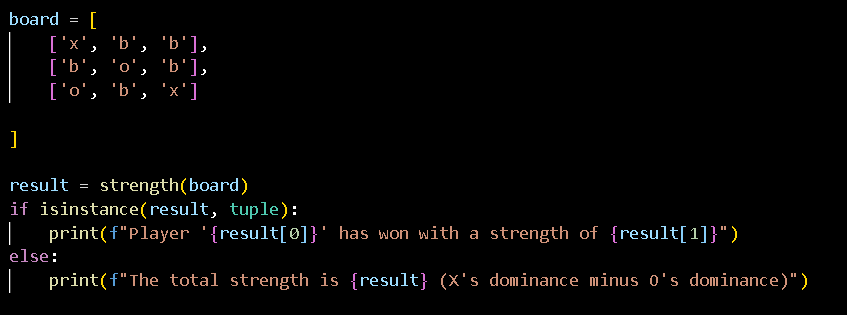 board = [
    ['x', 'b', 'b'],
    ['b', 'o', 'b'],
    ['o', 'b', 'x']
]
result = strength(board)
if isinstance(result, tuple):
    print(f"Player '{result[0]}' has won with a strength of {result[1]}")
else:
    print(f"The total strength is {result} (X's dominance minus O's dominance)")